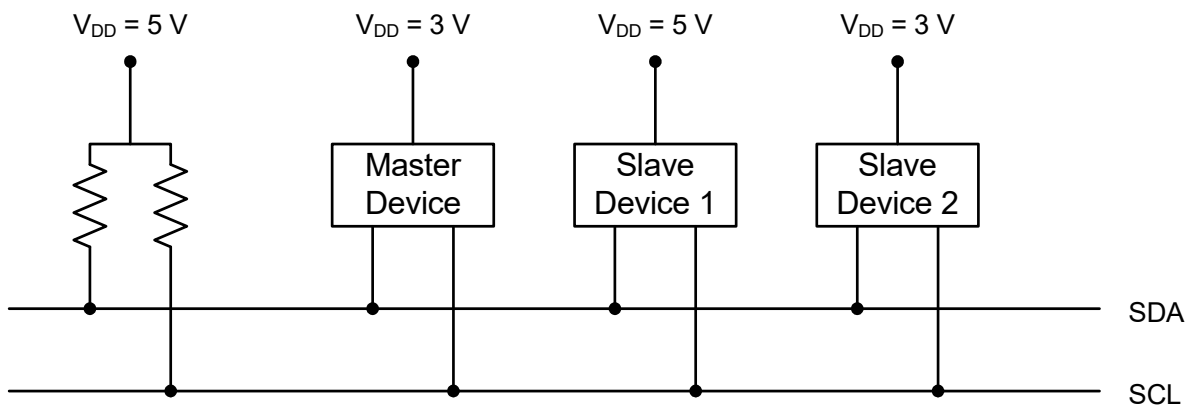 V_DD = 5 V
V_DD = 3 V
V_DD = 5 V
V_DD = 3 V
Master
Device
Slave
Device 1
Slave
Device 2
SDA
SCL